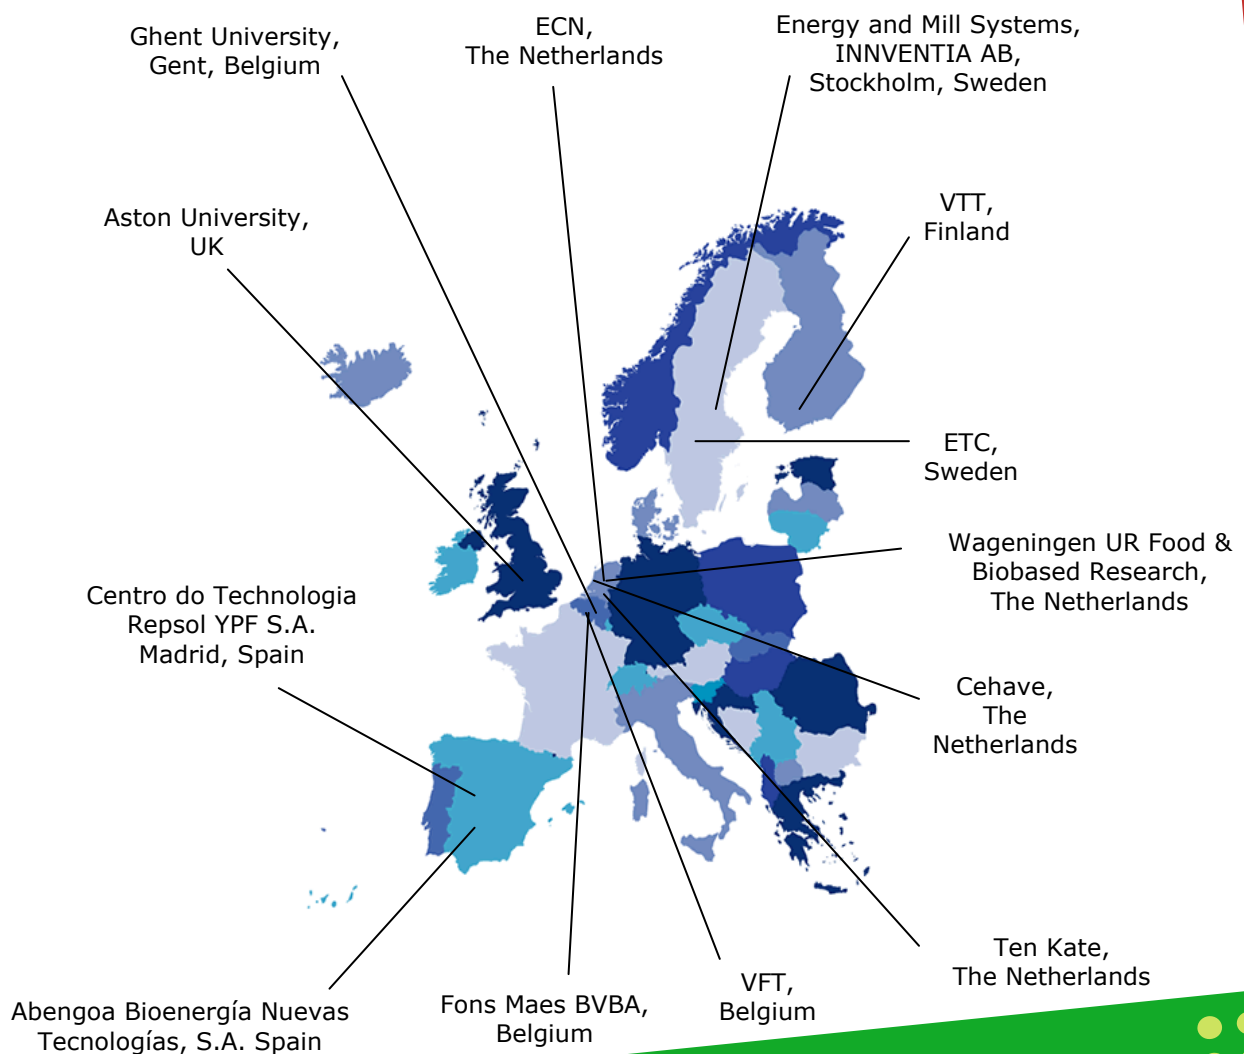 Ghent University,
Gent, Belgium
ECN,
The Netherlands
Energy and Mill Systems,
INNVENTIA AB,
Stockholm, Sweden
Aston University,
UK
VTT,
Finland
ETC,
Sweden
Wageningen UR Food &
Biobased Research,
The Netherlands
Centro do Technologia
Repsol YPF S.A.
Madrid, Spain
Cehave,
The
Netherlands
Ten Kate,
The Netherlands
VFT,
Belgium
Fons Maes BVBA,
Belgium
Abengoa Bioenergía Nuevas
Tecnologías, S.A. Spain